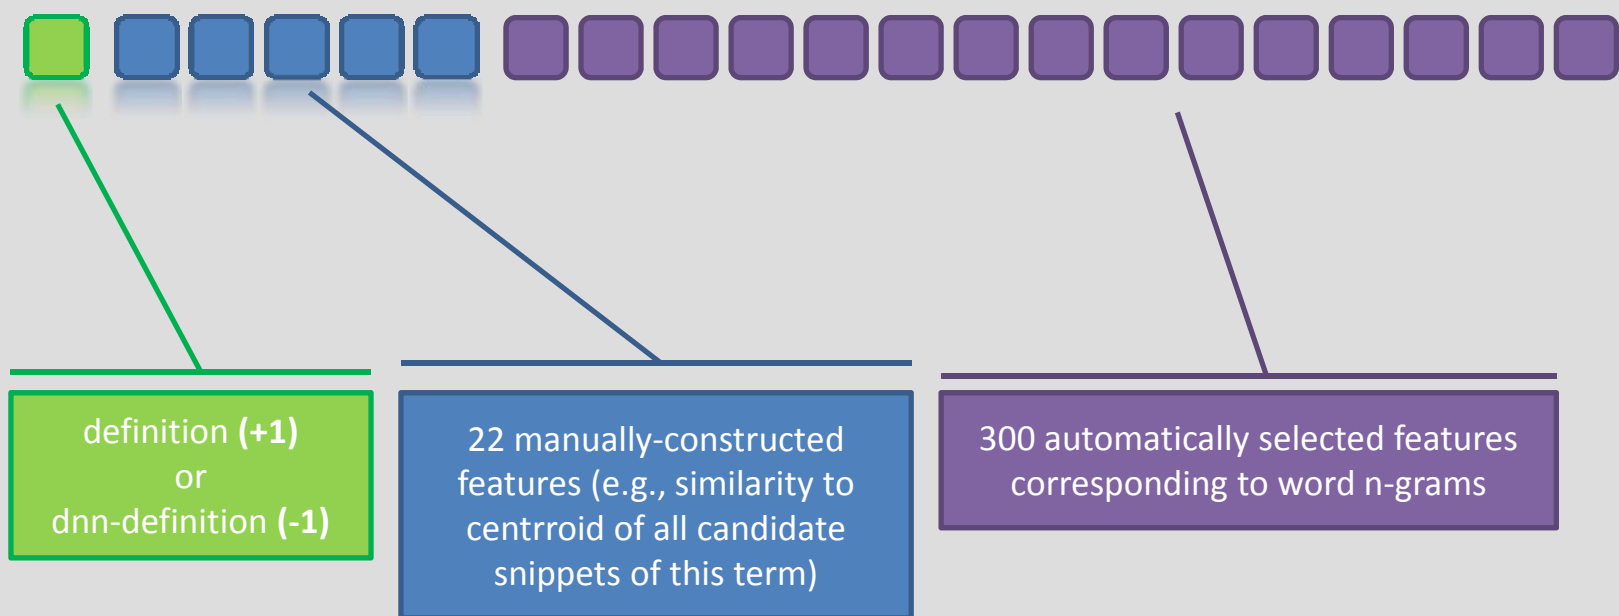 definition (+1)
or
dnn-definition (-1)
22 manually-constructed
features (e.g., similarity to
centrroid of all candidate
snippets of this term)
300 automatically selected features
corresponding to word n-grams